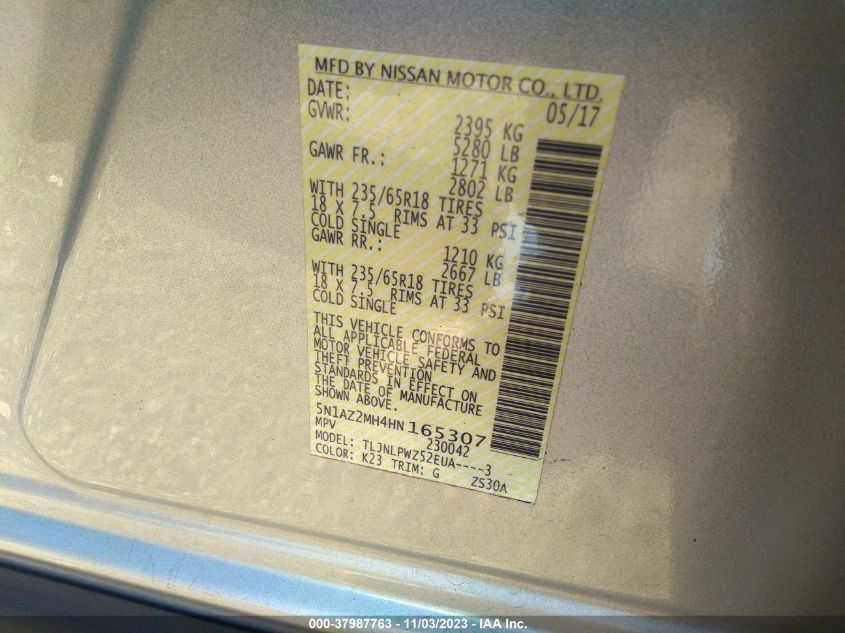 MFD BY NISSAN MOTOR CO., LTD.
DATE: 05/17
GVWR: 2395 KG
5280 LB
GAWR FR.: 1271 KG
2802 LB
WITH 235/65R18 TIRES
18 X 7.5 RIMS AT 33 PSI
COLD SINGLE
GAWR RR.: 1210 KG
2667 LB
WITH 235/65R18 TIRES
18 X 7.5 RIMS AT 33 PSI
COLD SINGLE
THIS VEHICLE CONFORMS TO
ALL APPLICABLE FEDERAL
MOTOR VEHICLE SAFETY AND
THEFT PREVENTION
STANDARDS IN EFFECT ON
THE DATE OF MANUFACTURE
SHOWN ABOVE.
5N1AZ2MH4HN165307
MPV 230042
MODEL: TLJNLPWZ52EUA----3
COLOR: K23 TRIM: G ZS30A
000-37987763 - 11/03/2023 - IAA Inc.